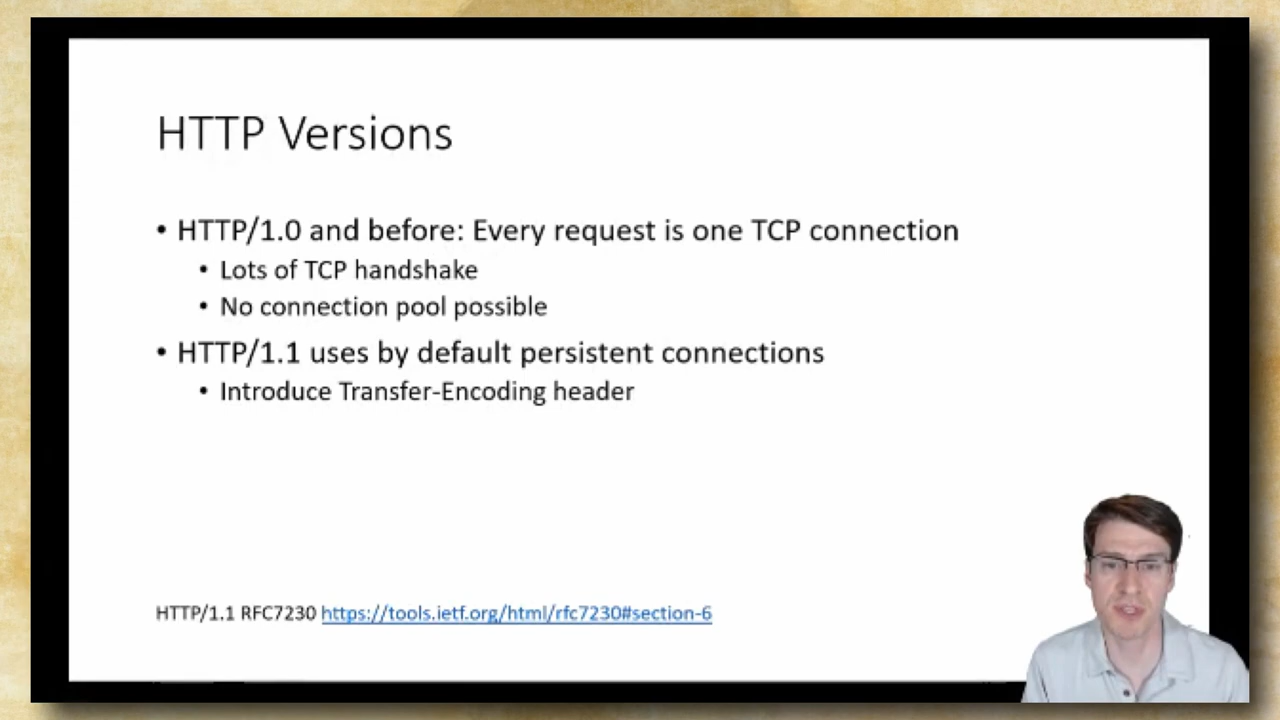 HTTP Versions
• HTTP/1.0 and before: Every request is one TCP connection
• Lots of TCP handshake
• No connection pool possible
• HTTP/1.1 uses by default persistent connections
• Introduce Transfer-Encoding header
HTTP/1.1 RFC7230 https://tools.ietf.org/html/rfc7230#section-6